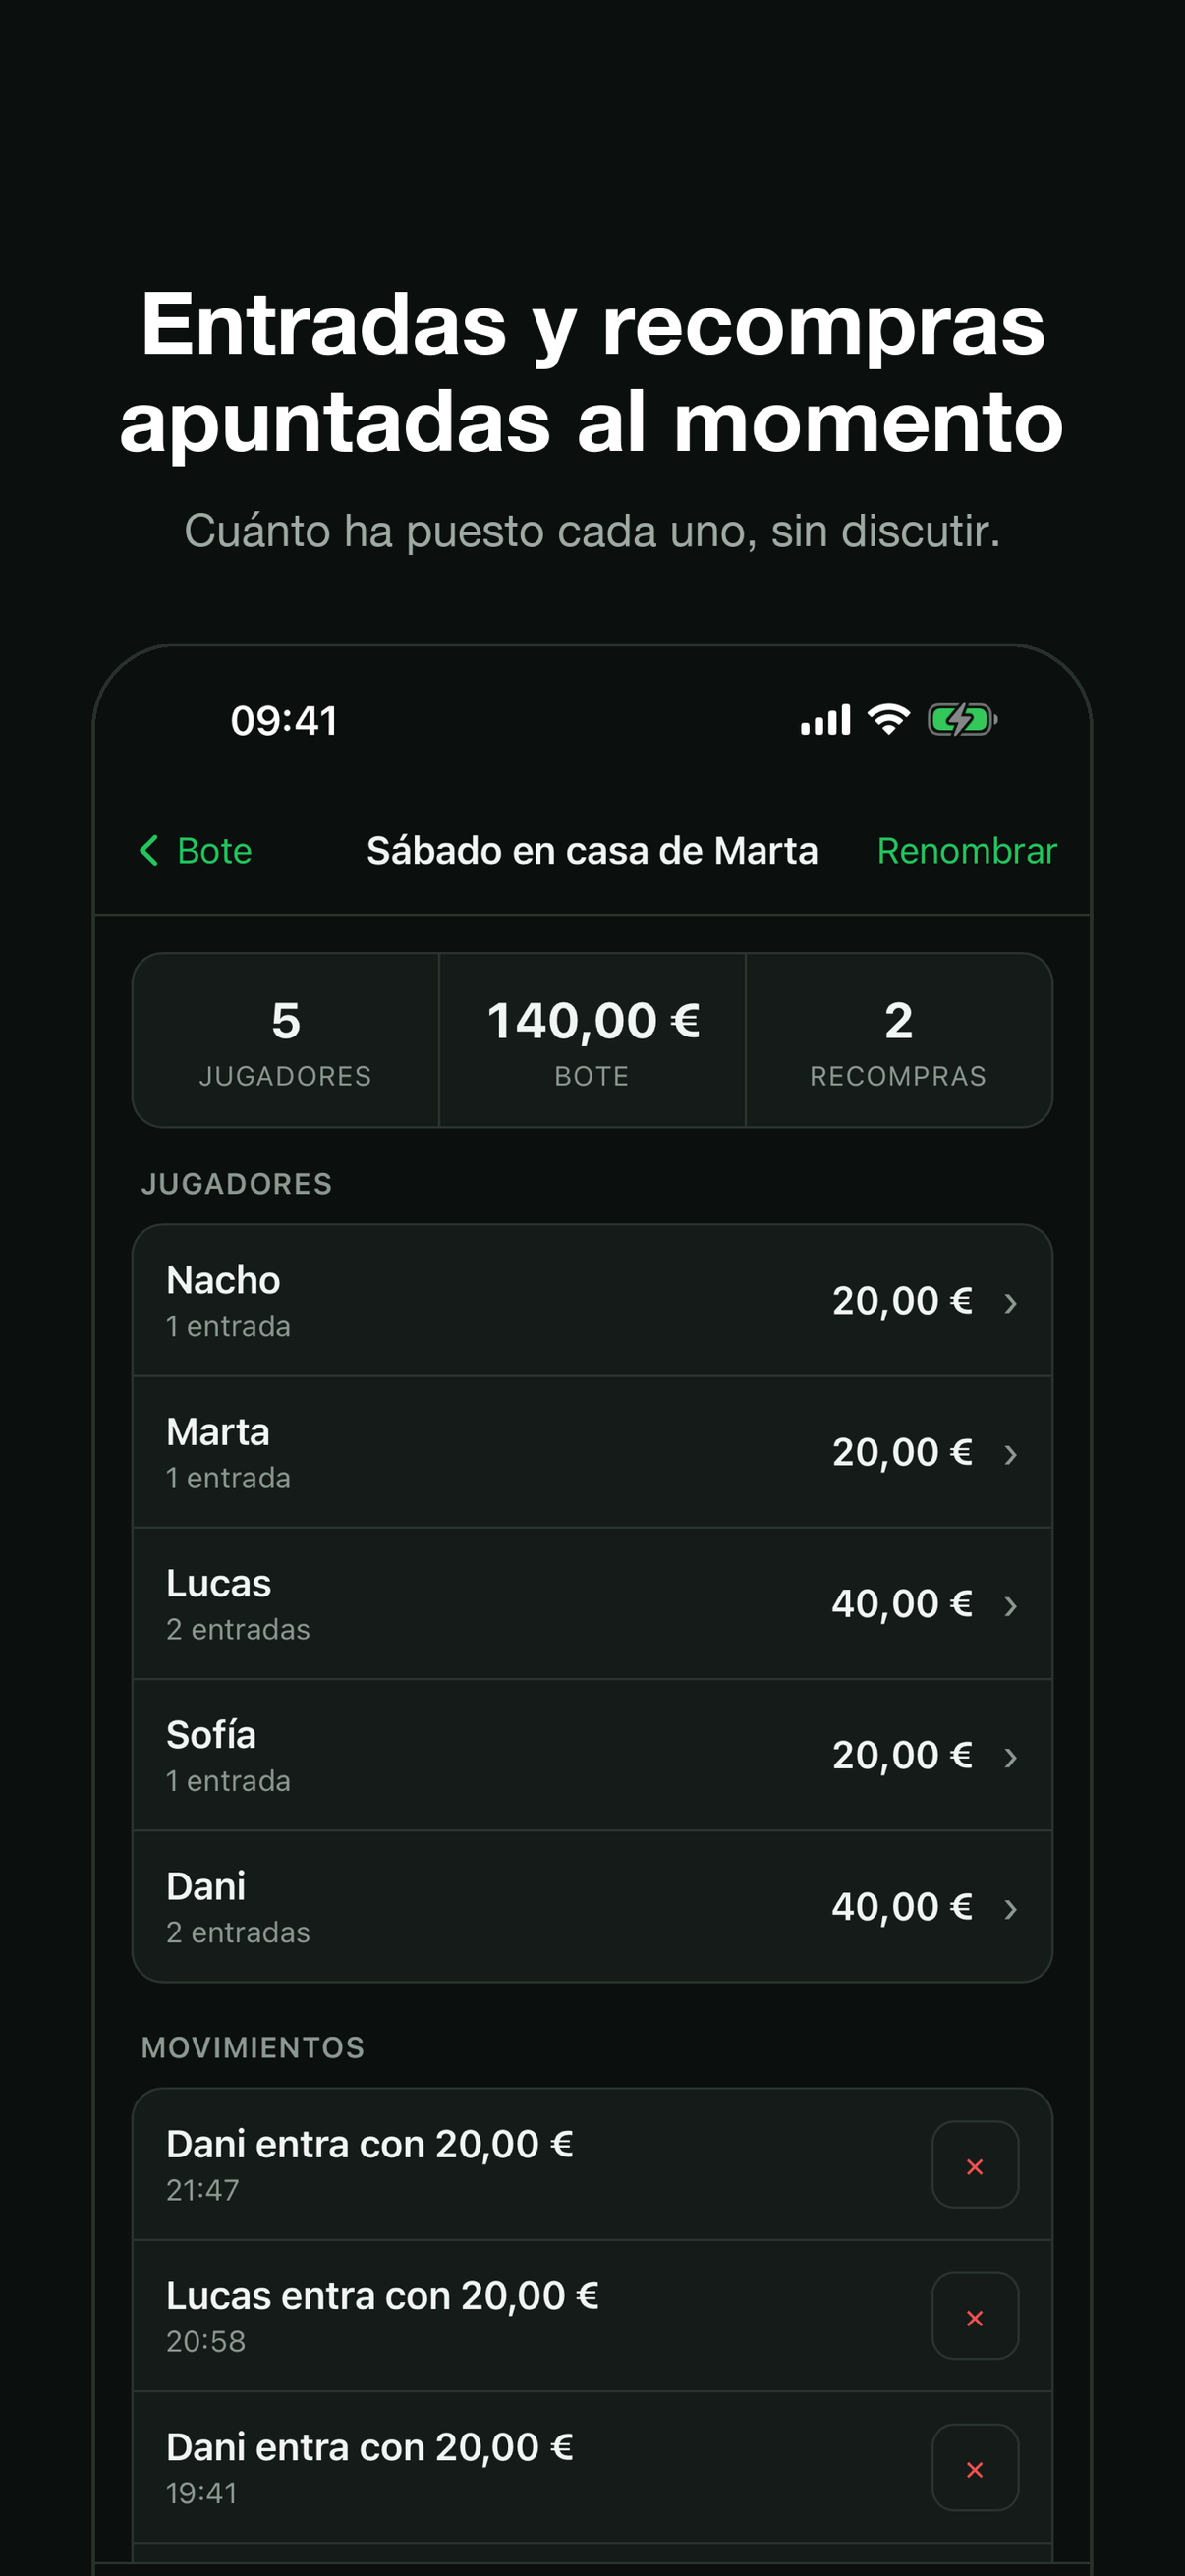 Entradas y recompras
apuntadas al momento
Cuánto ha puesto cada uno, sin discutir.
09:41
Bote
Sábado en casa de Marta
Renombrar
5
JUGADORES
140,00 €
BOTE
2
RECOMPRAS
JUGADORES
Nacho
1 entrada
20,00 €
Marta
1 entrada
20,00 €
Lucas
2 entradas
40,00 €
Sofía
1 entrada
20,00 €
Dani
2 entradas
40,00 €
MOVIMIENTOS
Dani entra con 20,00 €
21:47
Lucas entra con 20,00 €
20:58
Dani entra con 20,00 €
19:41